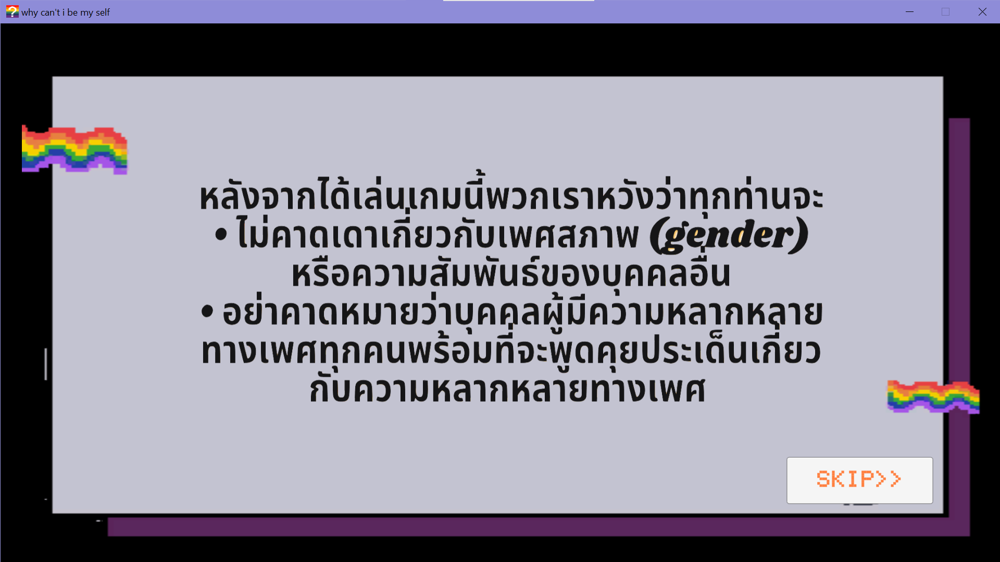 why can't i be my self
หลังจากได้เล่นเกมนี้พวกเราหวังว่าทุกท่านจะ
• ไม่คาดเดาเกี่ยวกับเพศสภาพ (gender)
หรือความสัมพันธ์ของบุคคลอื่น
• อย่าคาดหมายว่าบุคคลผู้มีความหลากหลาย
ทางเพศทุกคนพร้อมที่จะพูดคุยประเด็นเกี่ยว
กับความหลากหลายทางเพศ
SKIP>>